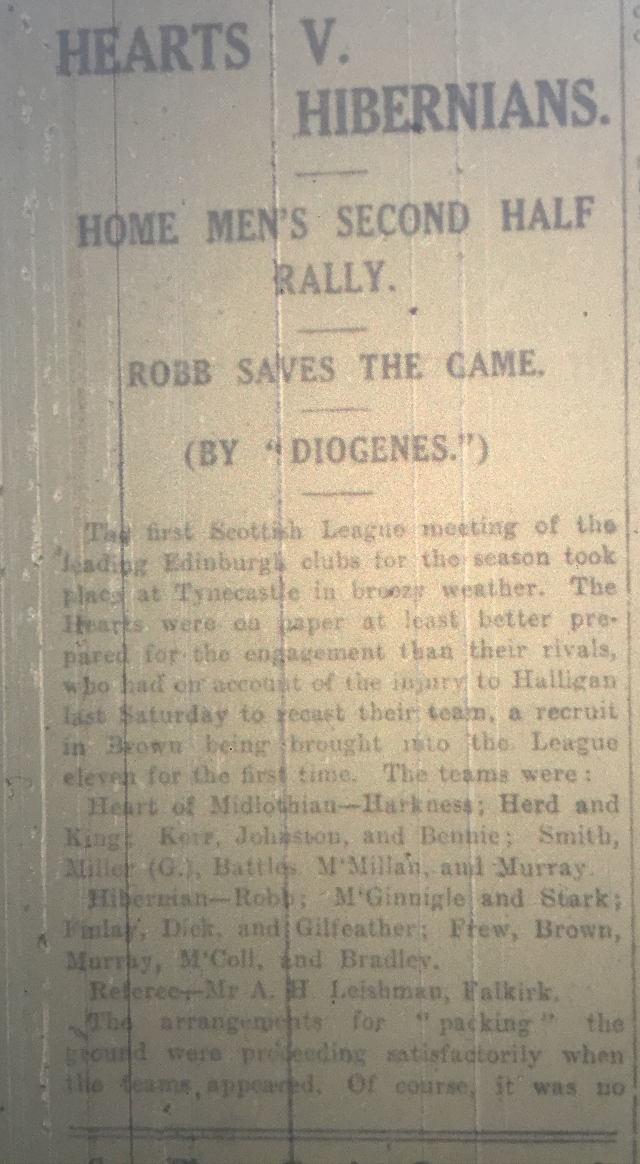 HEARTS V.
HIBERNIANS.
HOME MEN'S SECOND HALF
RALLY.
ROBB SAVES THE GAME.
(BY "DIOGENES.")
The first Scottish League meeting of the
leading Edinburgh clubs for the season took
place at Tynecastle in breezy weather. The
Hearts were on paper at least better pre-
pared for the engagement than their rivals,
who had on account of the injury to Halligan
last Saturday to recast their team, a recruit
in Brown being brought into the League
eleven for the first time. The teams were:
Heart of Midlothian—Harkness; Herd and
King; Kerr, Johnston, and Bennie; Smith,
Miller (G.), Battles, M'Millan, and Murray.
Hibernian—Robb; M'Ginnigle and Stark;
Finlay, Dick, and Gilfeather; Frew, Brown,
Murray, M'Coll, and Bradley.
Referee—Mr A. H. Leishman, Falkirk.
The arrangements for "packing" the
ground were proceeding satisfactorily when
the teams appeared. Of course, it was no